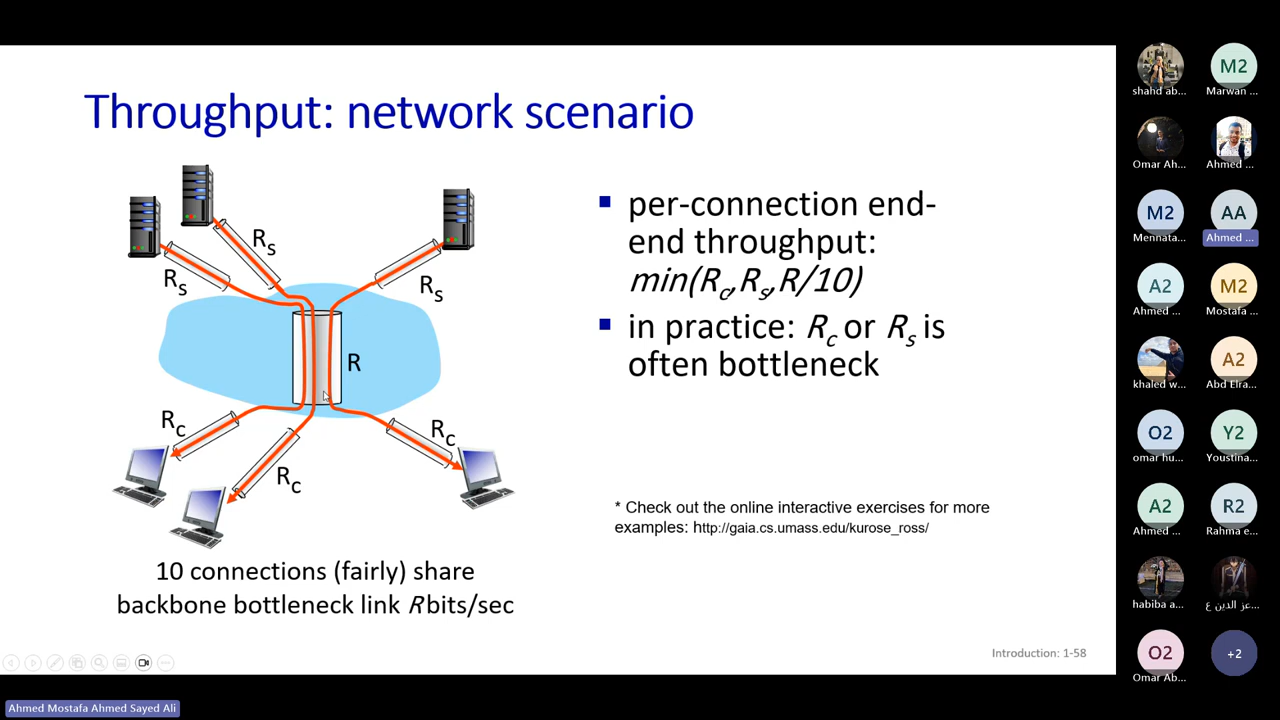 Throughput: network scenario
Rs
Rs
Rs
R
Rc
Rc
Rc
10 connections (fairly) share
backbone bottleneck link R bits/sec
per-connection end-
end throughput:
min(Rc,Rs,R/10)
in practice: Rc or Rs is
often bottleneck
* Check out the online interactive exercises for more
examples: http://gaia.cs.umass.edu/kurose_ross/
Introduction: 1-58
shahd ab...
M2
Marwan ...
Omar Ah...
Ahmed ...
M2
Mennata...
AA
Ahmed ...
A2
Ahmed ...
M2
Mostafa ...
khaled w...
A2
Abd Elra...
O2
omar hu...
Y2
Youstina...
A2
Ahmed ...
R2
Rahma e...
habiba a...
عز الدين ع...
O2
Omar Ab...
+2
Ahmed Mostafa Ahmed Sayed Ali